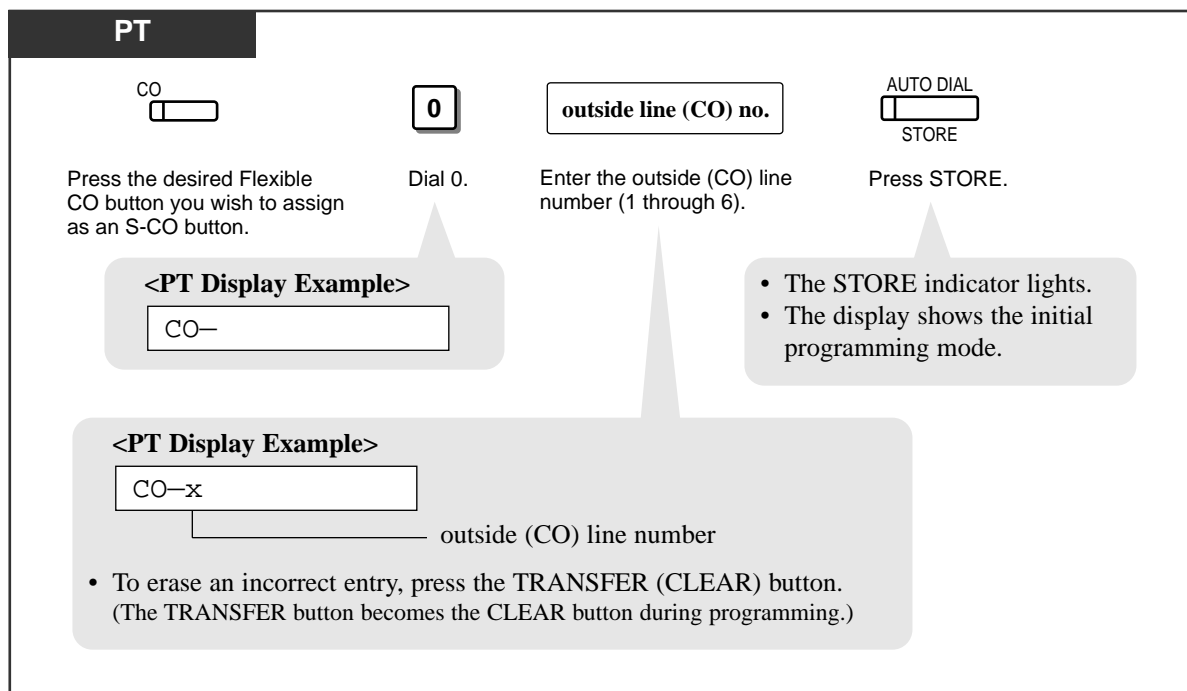 PT
CO
0
outside line (CO) no.
AUTO DIAL
STORE
Press the desired Flexible
CO button you wish to assign
as an S-CO button.
Dial 0.
Enter the outside (CO) line
number (1 through 6).
Press STORE.
<PT Display Example>
CO–
• The STORE indicator lights.
• The display shows the initial
programming mode.
<PT Display Example>
CO–x
outside (CO) line number
• To erase an incorrect entry, press the TRANSFER (CLEAR) button.
(The TRANSFER button becomes the CLEAR button during programming.)